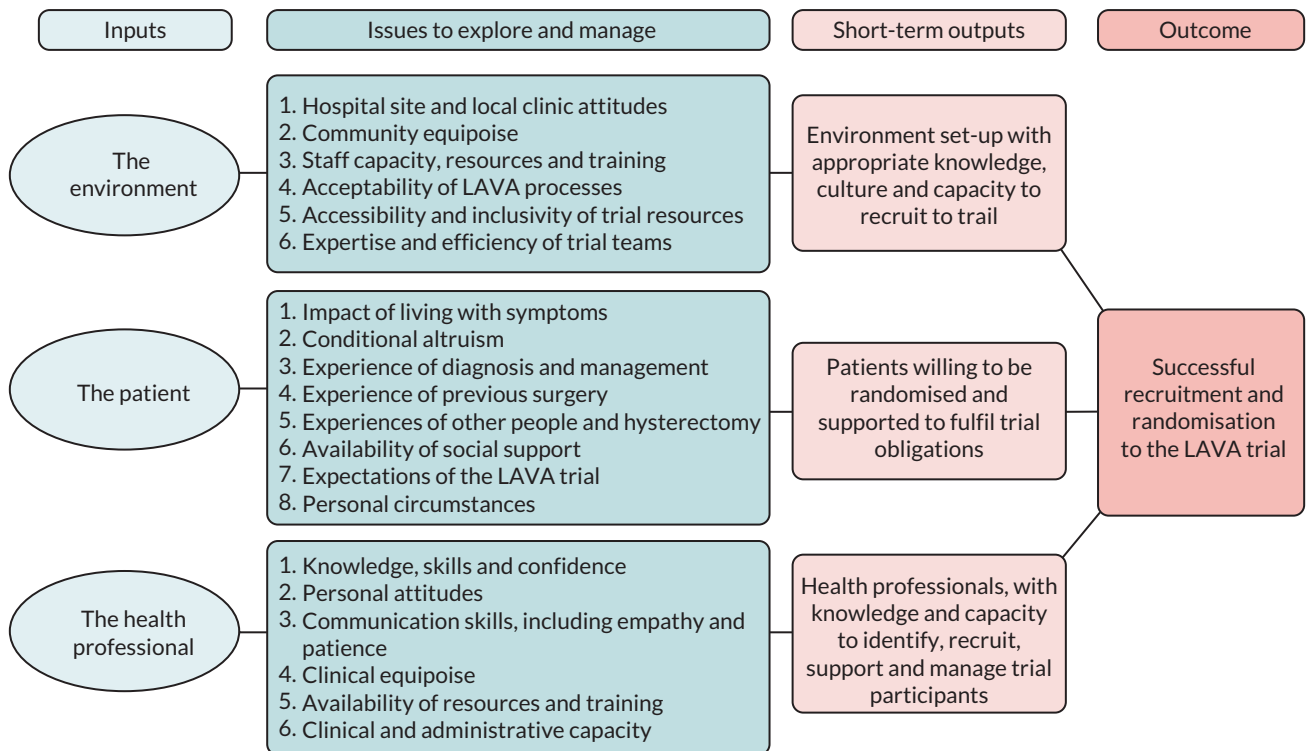 Inputs
Issues to explore and manage
Short-term outputs
Outcome
The
environment
1. Hospital site and local clinic attitudes
2. Community equipoise
3. Staff capacity, resources and training
4. Acceptability of LAVA processes
5. Accessibility and inclusivity of trial resources
6. Expertise and efficiency of trial teams
Environment set-up with
appropriate knowledge,
culture and capacity to
recruit to trail
The patient
1. Impact of living with symptoms
2. Conditional altruism
3. Experience of diagnosis and management
4. Experience of previous surgery
5. Experiences of other people and hysterectomy
6. Availability of social support
7. Expectations of the LAVA trial
8. Personal circumstances
Patients willing to be
randomised and
supported to fulfil trial
obligations
Successful
recruitment and
randomisation
to the LAVA trial
The health
professional
1. Knowledge, skills and confidence
2. Personal attitudes
3. Communication skills, including empathy and
patience
4. Clinical equipoise
5. Availability of resources and training
6. Clinical and administrative capacity
Health professionals, with
knowledge and capacity
to identify, recruit,
support and manage trial
participants